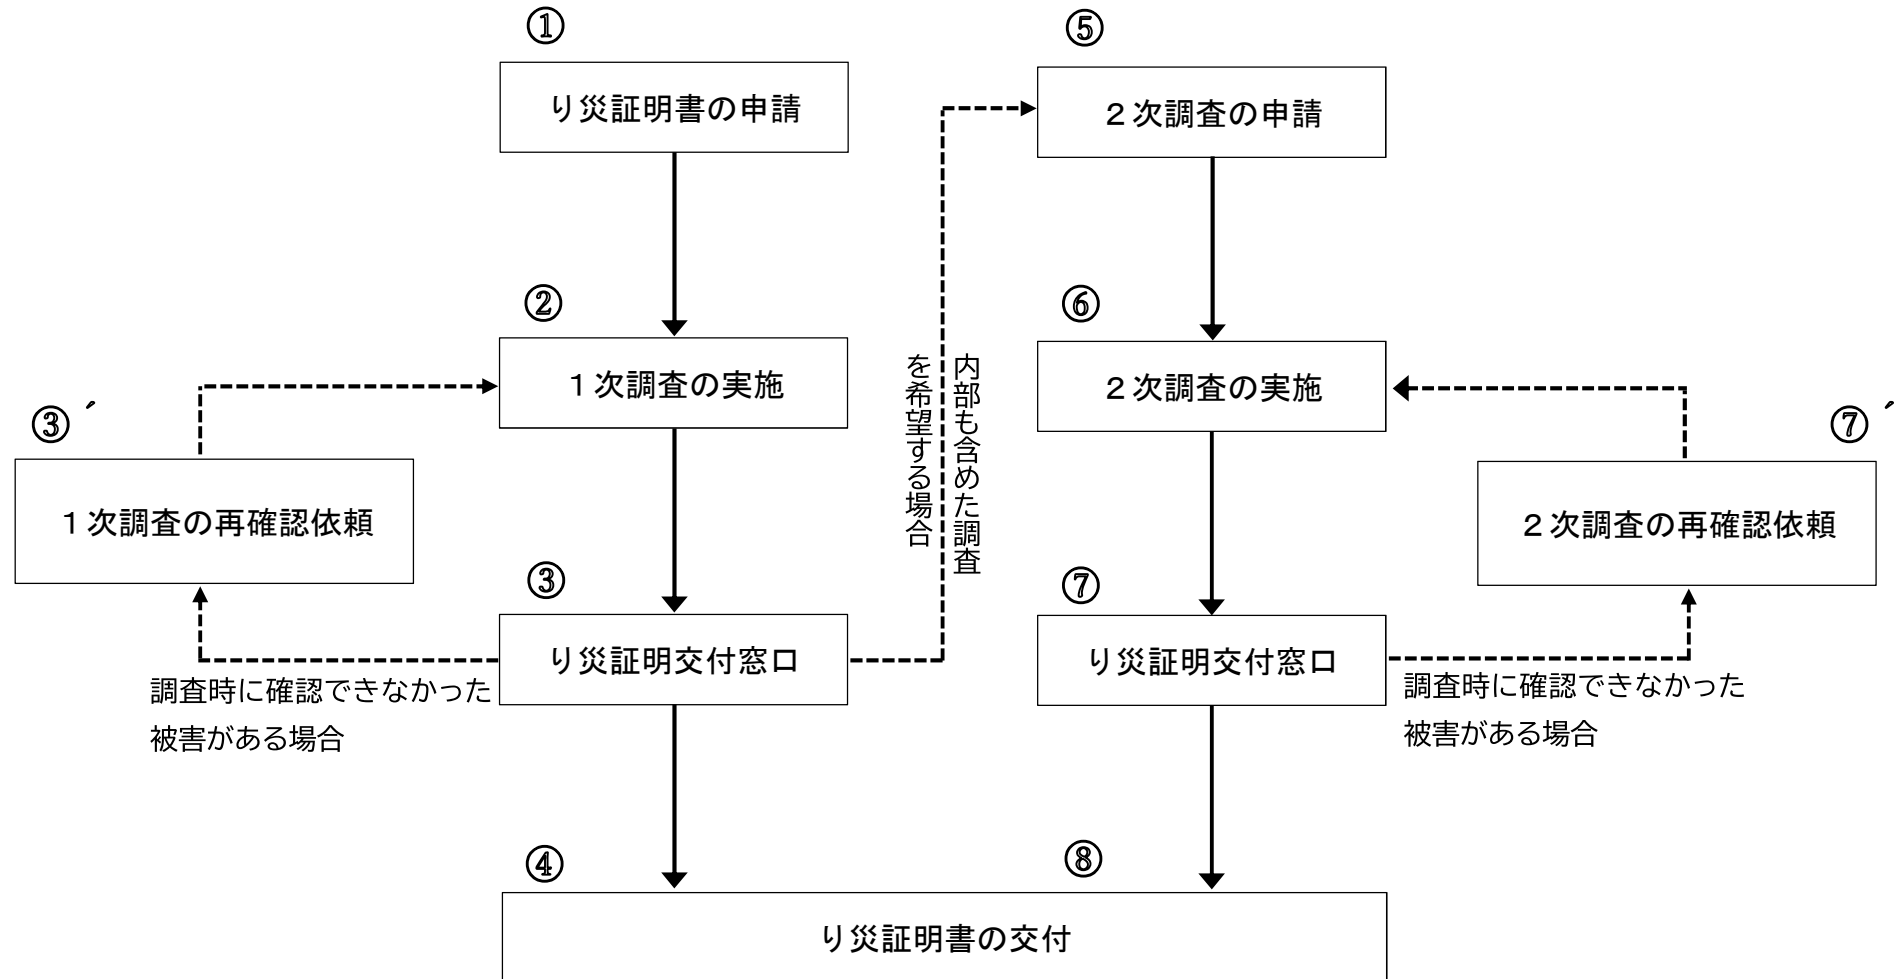 ①
り災証明書の申請
②
１次調査の実施
③´
１次調査の再確認依頼
③
り災証明交付窓口
調査時に確認できなかった
被害がある場合
内部も含めた調査
を希望する場合
⑤
２次調査の申請
⑥
２次調査の実施
⑦´
２次調査の再確認依頼
⑦
り災証明交付窓口
調査時に確認できなかった
被害がある場合
④
⑧
り災証明書の交付